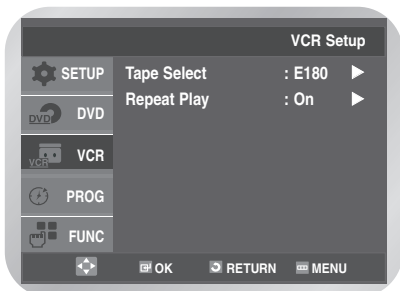 VCR Setup
SETUP
Tape Select : E180
Repeat Play : On
DVD DVD
VCR VCR
PROG
FUNC
OK RETURN MENU